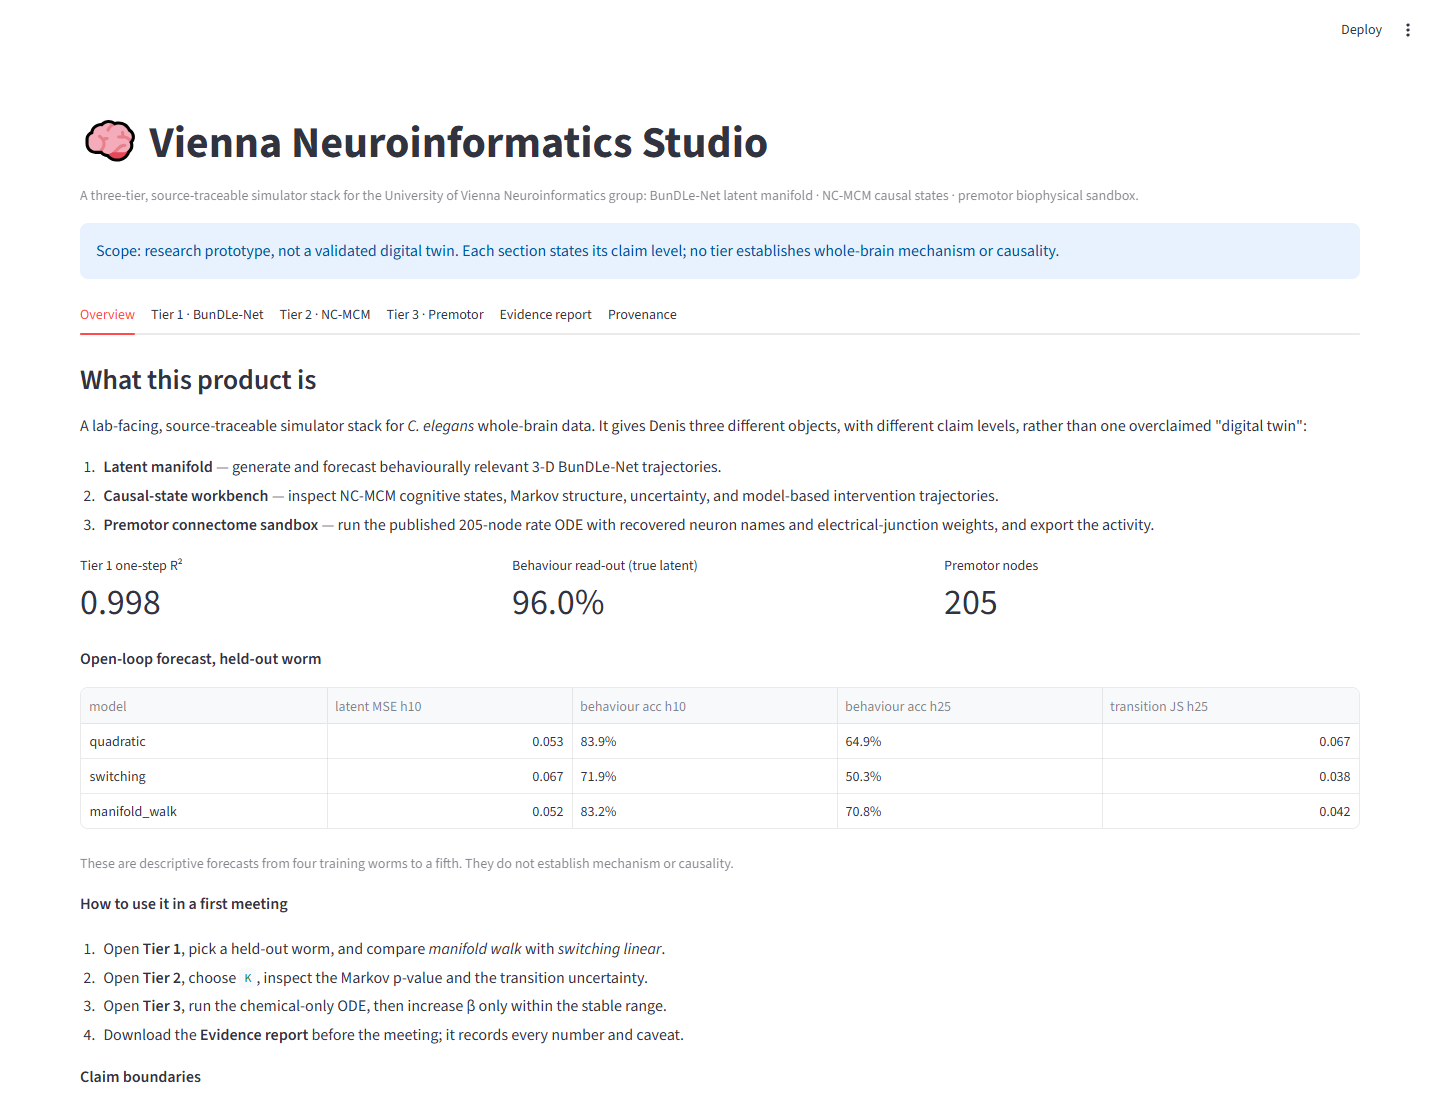 Deploy
Vienna Neuroinformatics Studio
A three-tier, source-traceable simulator stack for the University of Vienna Neuroinformatics group: BunDLe-Net latent manifold · NC-MCM causal states · premotor biophysical sandbox.
Scope: research prototype, not a validated digital twin. Each section states its claim level; no tier establishes whole-brain mechanism or causality.
Overview Tier 1 · BunDLe-Net Tier 2 · NC-MCM Tier 3 · Premotor Evidence report Provenance
What this product is
A lab-facing, source-traceable simulator stack for C. elegans whole-brain data. It gives Denis three different objects, with different claim levels, rather than one overclaimed "digital twin":
1. Latent manifold — generate and forecast behaviourally relevant 3-D BunDLe-Net trajectories.
2. Causal-state workbench — inspect NC-MCM cognitive states, Markov structure, uncertainty, and model-based intervention trajectories.
3. Premotor connectome sandbox — run the published 205-node rate ODE with recovered neuron names and electrical-junction weights, and export the activity.
Tier 1 one-step R² Behaviour read-out (true latent) Premotor nodes
0.998 96.0% 205
Open-loop forecast, held-out worm
model latent MSE h10 behaviour acc h10 behaviour acc h25 transition JS h25
quadratic 0.053 83.9% 64.9% 0.067
switching 0.067 71.9% 50.3% 0.038
manifold_walk 0.052 83.2% 70.8% 0.042
These are descriptive forecasts from four training worms to a fifth. They do not establish mechanism or causality.
How to use it in a first meeting
1. Open Tier 1, pick a held-out worm, and compare manifold walk with switching linear.
2. Open Tier 2, choose K, inspect the Markov p-value and the transition uncertainty.
3. Open Tier 3, run the chemical-only ODE, then increase β only within the stable range.
4. Download the Evidence report before the meeting; it records every number and caveat.
Claim boundaries